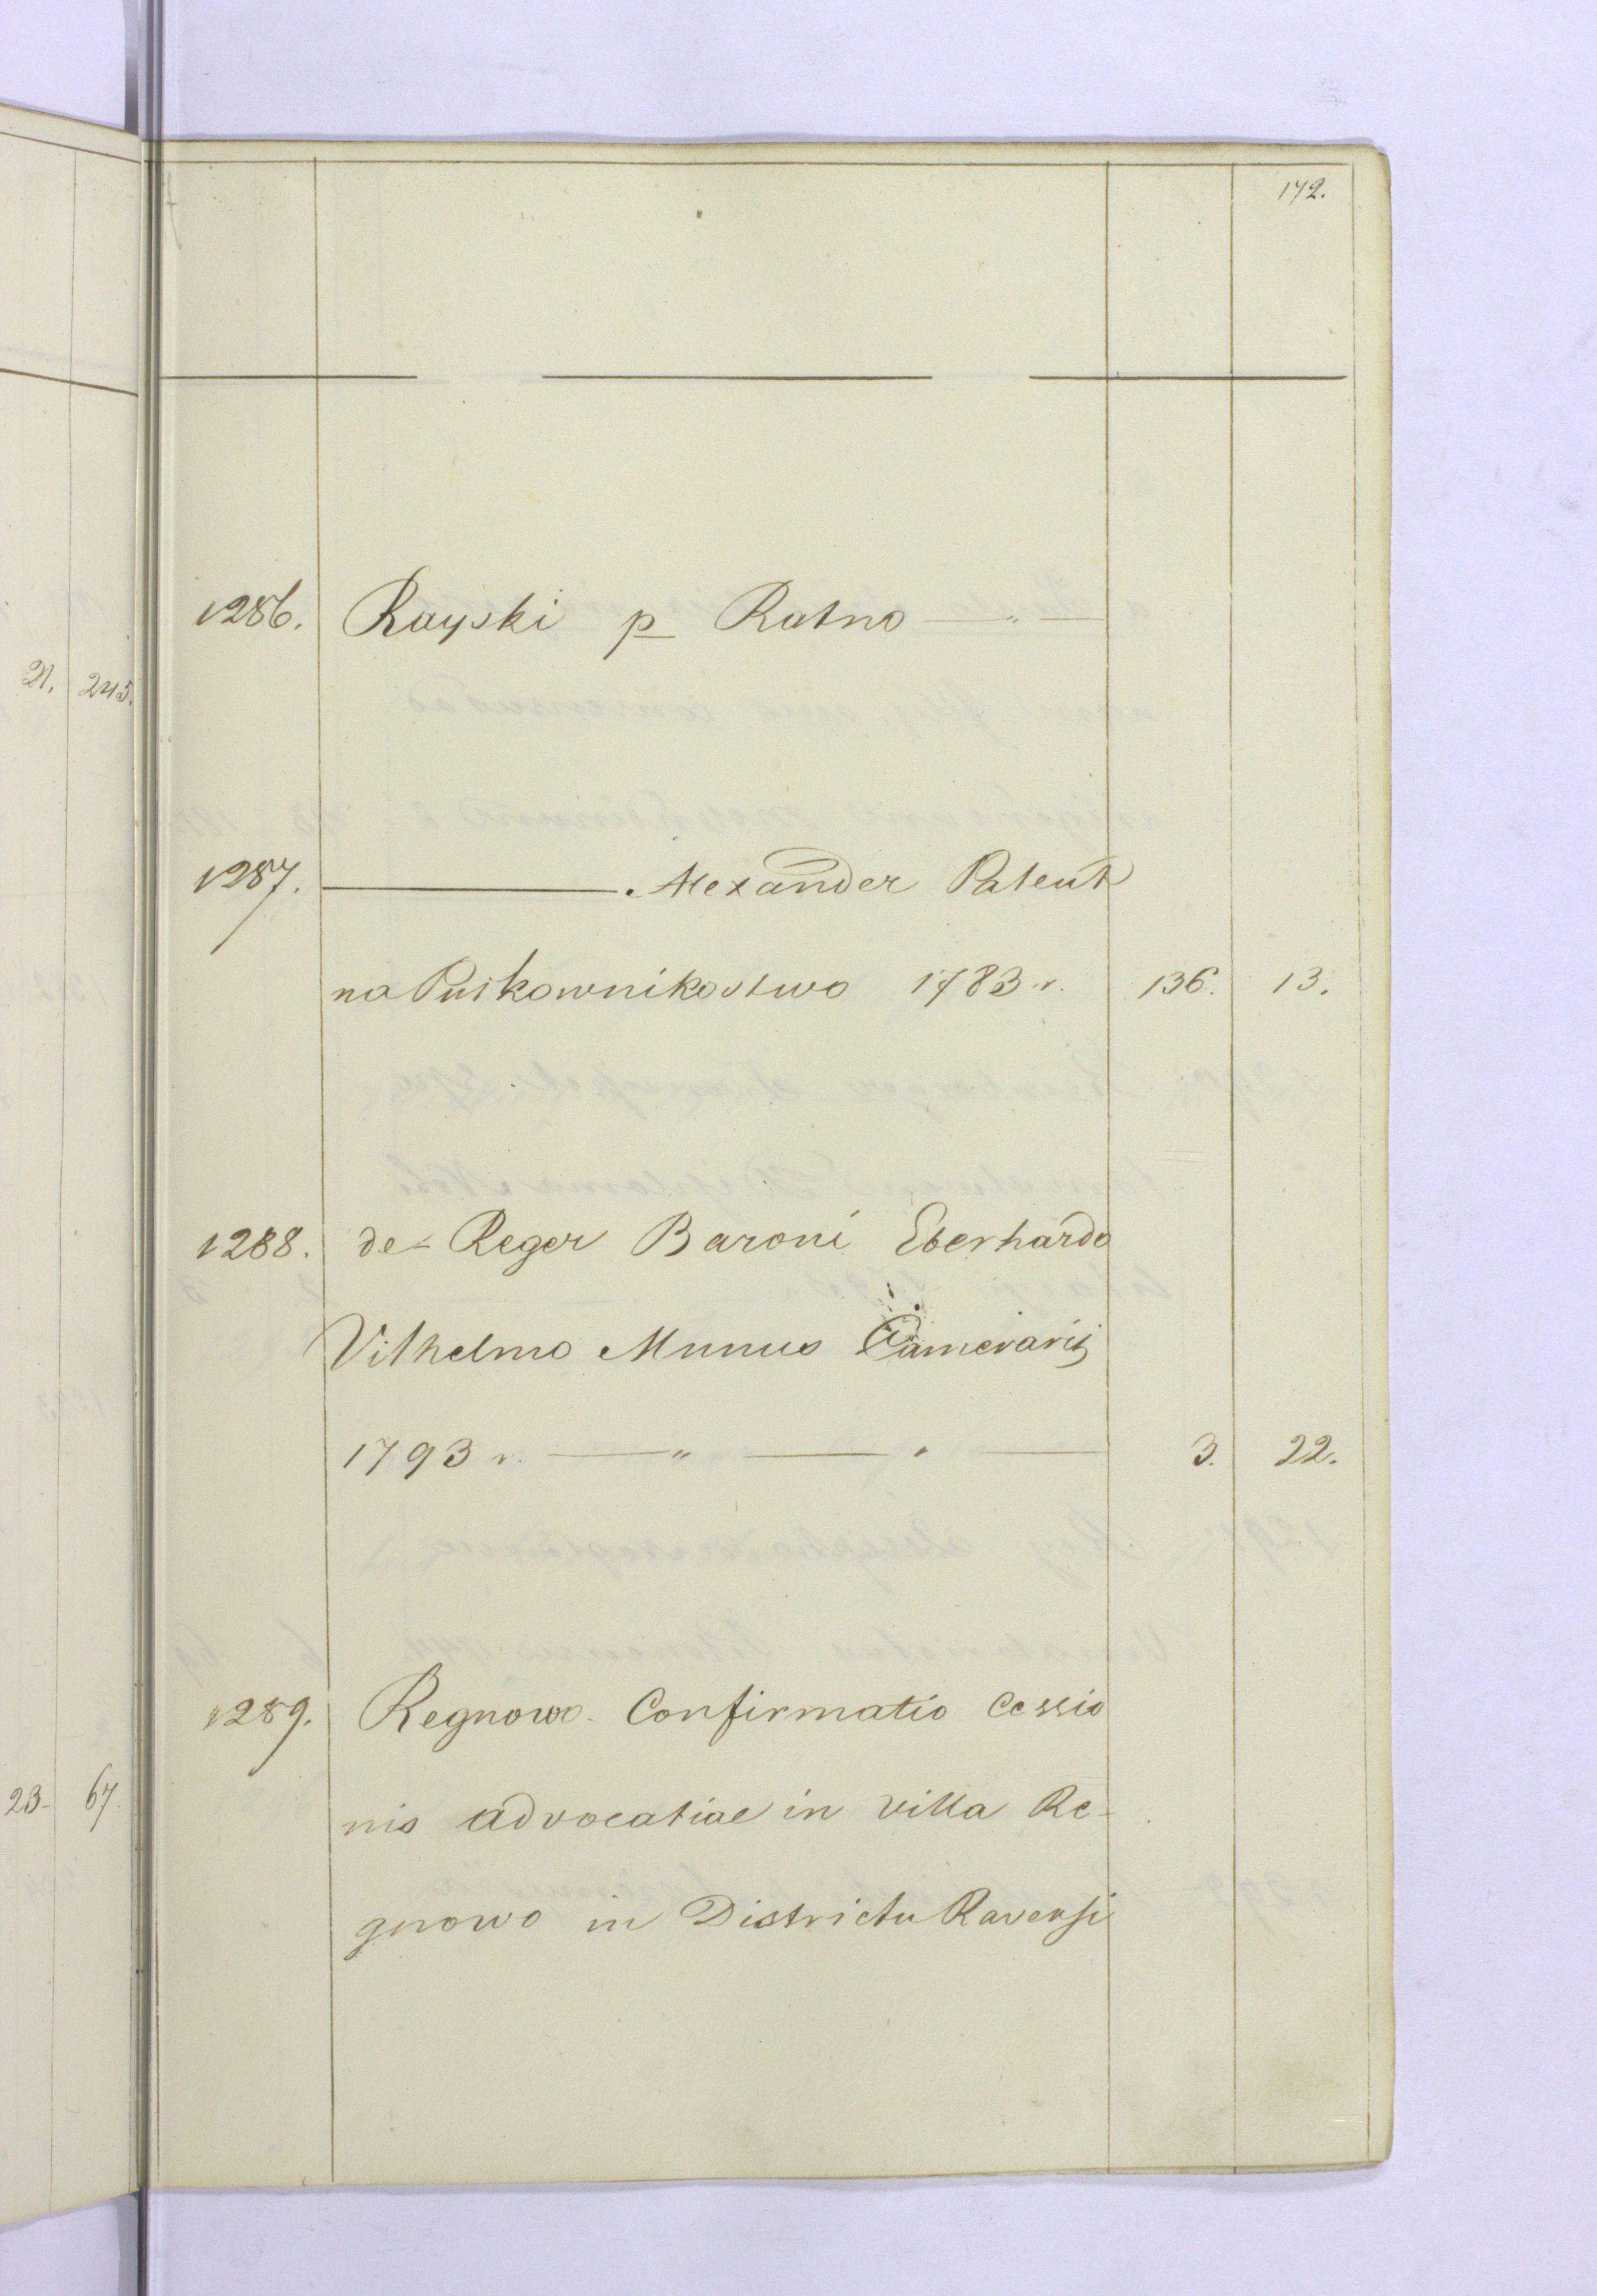 172.
1286. Rayski p Ratno — " —
21. 245.
1287. ——— Alexander Patent
na Pułkownikostwo 1783 r. 136. 13.
1288. de Reger Baroni Eberhardo
Vilhelmo Munus Camerarij
1793 r. — " — " — 3. 22.
1289. Regnowo Confirmatio Cessio
23 67.
nis advocatiae in villa Re-
gnowo in Districtu Ravensi